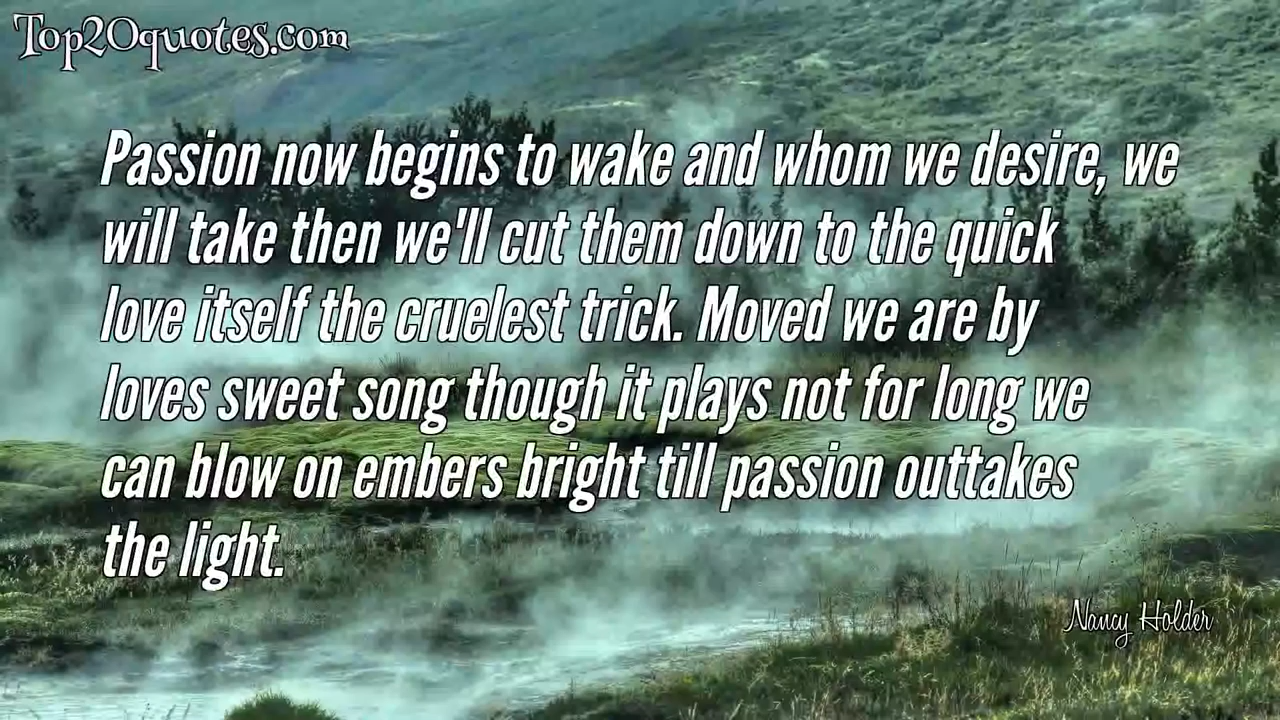 Top20quotes.com
Passion now begins to wake and whom we desire, we
will take then we'll cut them down to the quick
love itself the cruelest trick. Moved we are by
loves sweet song though it plays not for long we
can blow on embers bright till passion outtakes
the light.
Nancy Holder